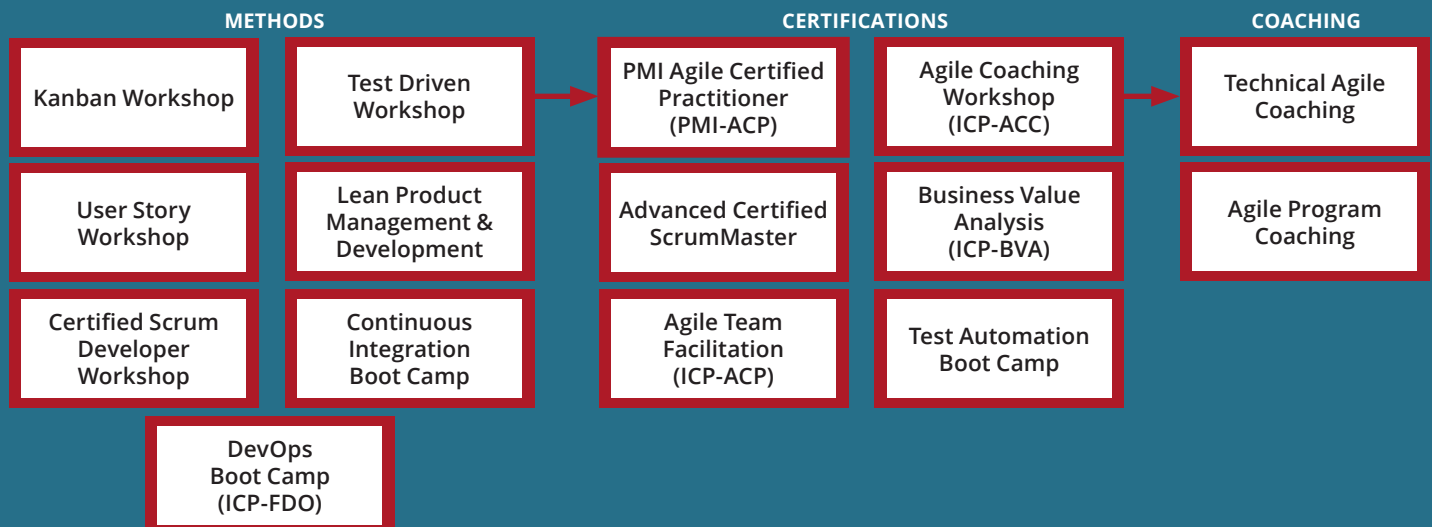 METHODS
Kanban Workshop
Test Driven
Workshop
User Story
Workshop
Lean Product
Management &
Development
Certified Scrum
Developer
Workshop
Continuous
Integration
Boot Camp
DevOps
Boot Camp
(ICP-FDO)
CERTIFICATIONS
PMI Agile Certified
Practitioner
(PMI-ACP)
Agile Coaching
Workshop
(ICP-ACC)
Advanced Certified
ScrumMaster
Business Value
Analysis
(ICP-BVA)
Agile Team
Facilitation
(ICP-ACP)
Test Automation
Boot Camp
COACHING
Technical Agile
Coaching
Agile Program
Coaching